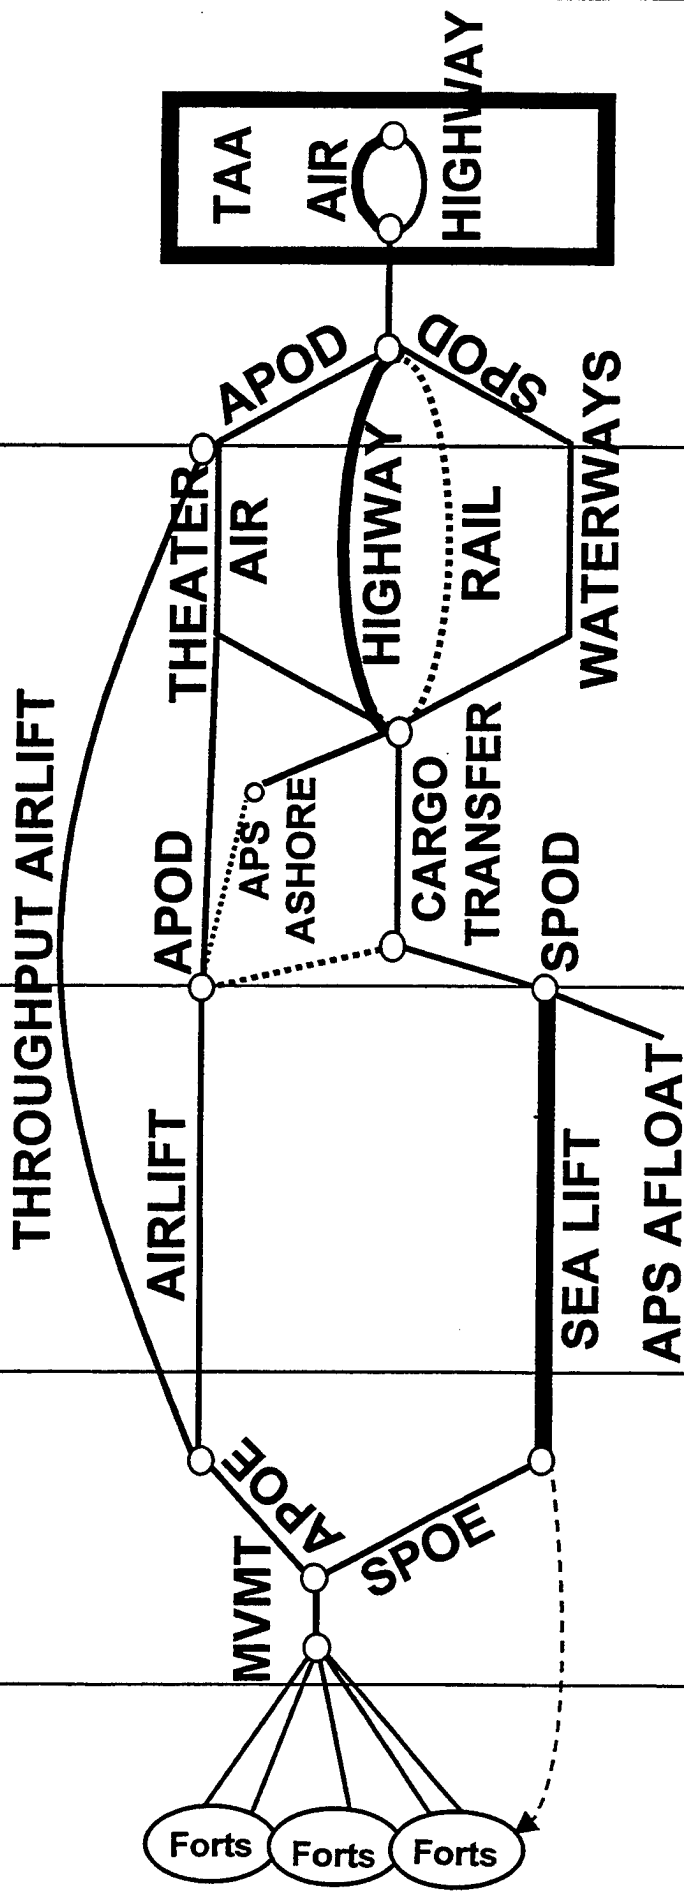 Forts
Forts
Forts
MVMT
APOE
SPOE
THROUGHPUT AIRLIFT
AIRLIFT
SEA LIFT
APS AFLOAT
APOD
SPOD
APS
ASHORE
CARGO
TRANSFER
THEATER
AIR
HIGHWAY
RAIL
WATERWAYS
APOD
SPOD
TAA
AIR
HIGHWAY